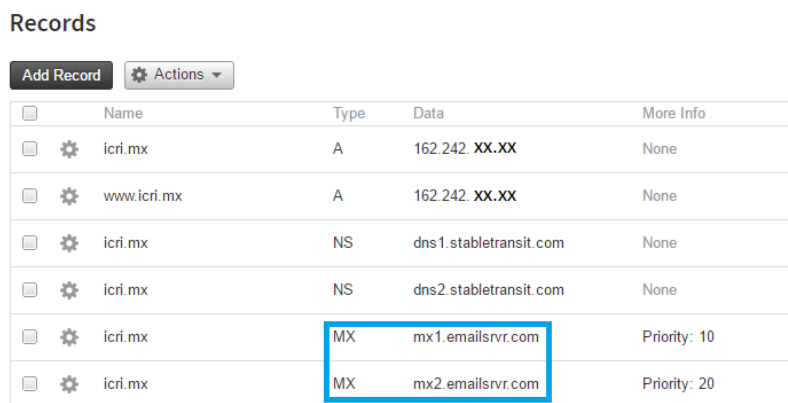 Records
Add Record Actions
Name Type Data More Info
icri.mx A 162.242. XX.XX None
www.icri.mx A 162.242. XX.XX None
icri.mx NS dns1.stabletransit.com None
icri.mx NS dns2.stabletransit.com None
icri.mx MX mx1.emailsrvr.com Priority: 10
icri.mx MX mx2.emailsrvr.com Priority: 20